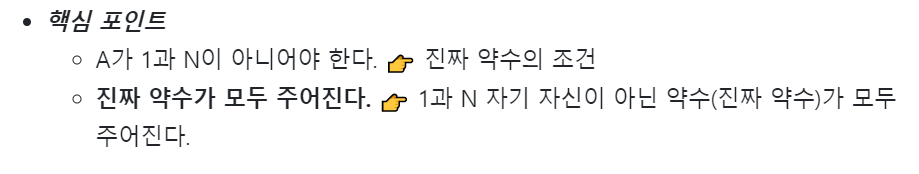 핵심 포인트
A가 1과 N이 아니어야 한다. 👉 진짜 약수의 조건
진짜 약수가 모두 주어진다. 👉 1과 N 자기 자신이 아닌 약수(진짜 약수)가 모두
주어진다.